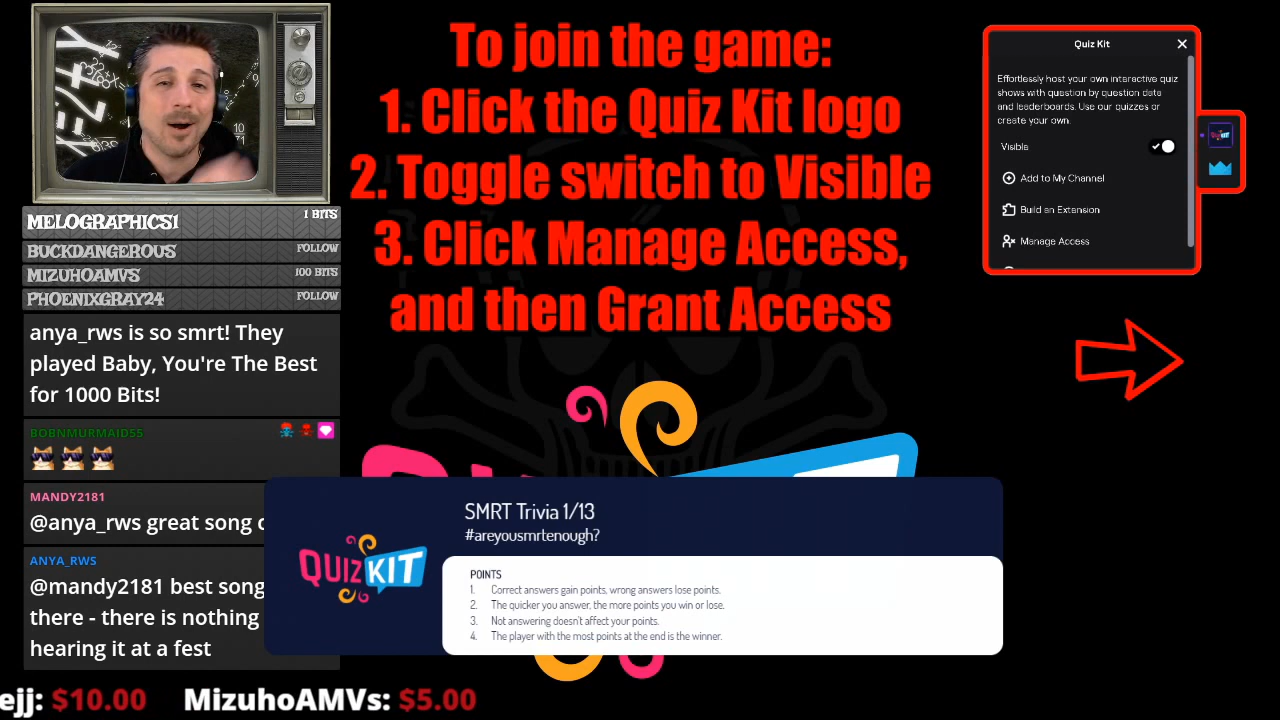 To join the game:
1. Click the Quiz Kit logo
2. Toggle switch to Visible
3. Click Manage Access,
and then Grant Access
Quiz Kit
Effortlessly host your own interactive quiz
shows with question by question data
and leaderboards. Use our quizzes or
create your own.
Visible
Add to My Channel
Build an Extension
Manage Access
MELOGRAPHICS1 1 BITS
BUCKDANGEROUS FOLLOW
MIZUHOAMVS 100 BITS
PHOENIXGRAY24 FOLLOW
anya_rws is so smrt! They
played Baby, You're The Best
for 1000 Bits!
BOBNMURMAID55
MANDY2181
@anya_rws great song
ANYA_RWS
@mandy2181 best song
there - there is nothing
hearing it at a fest
QUIZ KIT
SMRT Trivia 1/13
#areyousmrtenough?
POINTS
1. Correct answers gain points, wrong answers lose points.
2. The quicker you answer, the more points you win or lose.
3. Not answering doesn't affect your points.
4. The player with the most points at the end is the winner.
ejj: $10.00 MizuhoAMVs: $5.00